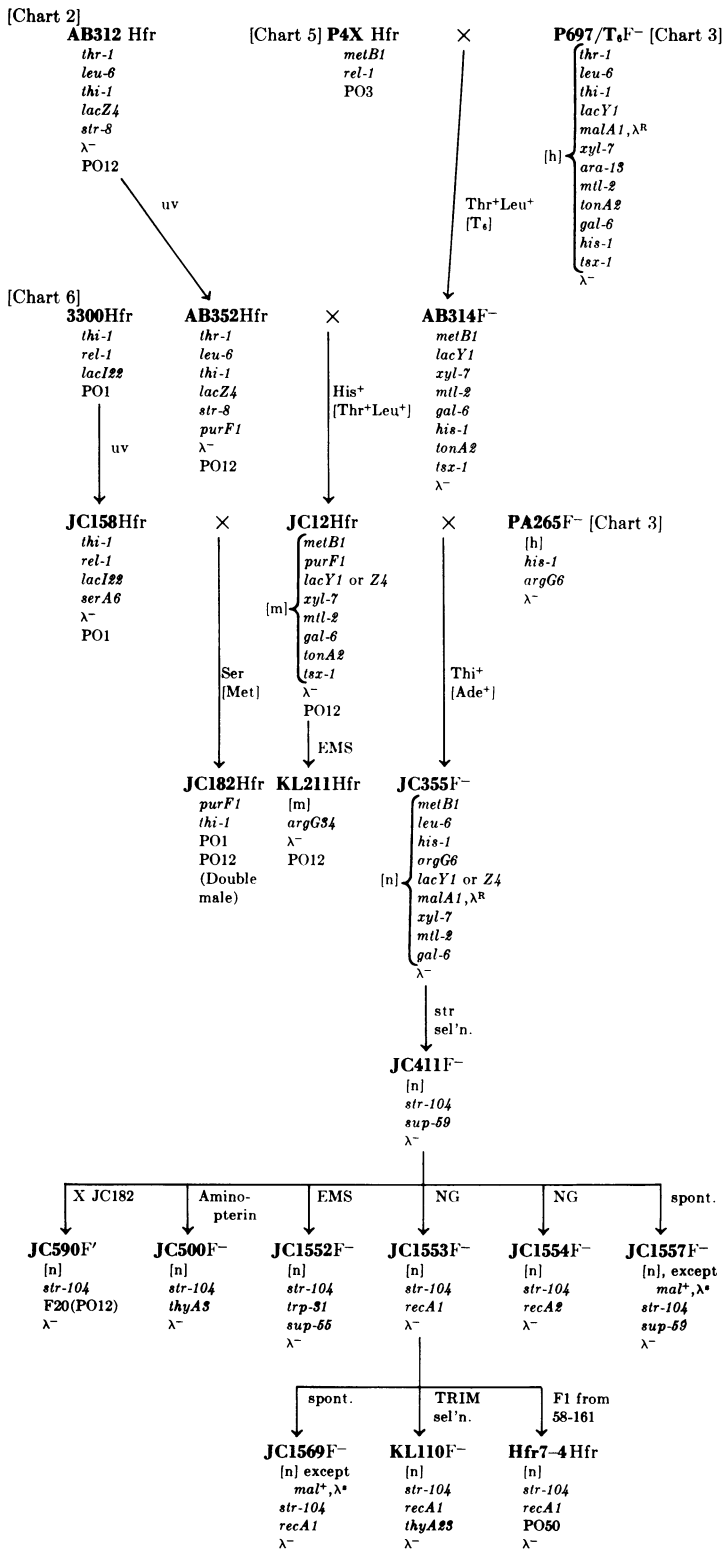 [Chart 2]
AB312 Hfr
thr-1
leu-6
thi-1
lacZ4
str-8
λ⁻
PO12
[Chart 5] P4X Hfr
metB1
rel-1
PO3
×
P697/T₆F⁻ [Chart 3]
[h]
thr-1
leu-6
thi-1
lacY1
malA1, λᴿ
xyl-7
ara-13
mtl-2
tonA2
gal-6
his-1
tsx-1
λ⁻
uv
Thr⁺Leu⁺
[T₆]
[Chart 6]
3300Hfr
thi-1
rel-1
lacI22
PO1
AB352Hfr
thr-1
leu-6
thi-1
lacZ4
str-8
purF1
λ⁻
PO12
×
AB314F⁻
metB1
lacY1
xyl-7
mtl-2
gal-6
his-1
tonA2
tsx-1
λ⁻
uv
His⁺
[Thr⁺Leu⁺]
JC158Hfr
thi-1
rel-1
lacI22
serA6
λ⁻
PO1
×
JC12Hfr
[m]
metB1
purF1
lacY1 or Z4
xyl-7
mtl-2
gal-6
tonA2
tsx-1
λ⁻
PO12
×
PA265F⁻ [Chart 3]
[h]
his-1
argG6
λ⁻
Ser
[Met]
EMS
Thi⁺
[Ade⁺]
JC182Hfr
purF1
thi-1
PO1
PO12
(Double
male)
KL211Hfr
[m]
argG34
λ⁻
PO12
JC355F⁻
[n]
metB1
leu-6
his-1
orgG6
lacY1 or Z4
malA1, λᴿ
xyl-7
mtl-2
gal-6
λ⁻
str
sel'n.
JC411F⁻
[n]
str-104
sup-59
λ⁻
X JC182
Amino-
pterin
EMS
NG
NG
spont.
JC590F′
[n]
str-104
F20(PO12)
λ⁻
JC500F⁻
[n]
str-104
thyA3
λ⁻
JC1552F⁻
[n]
str-104
trp-31
sup-55
λ⁻
JC1553F⁻
[n]
str-104
recA1
λ⁻
JC1554F⁻
[n]
str-104
recA2
λ⁻
JC1557F⁻
[n], except
mal⁺, λˢ
str-104
sup-59
λ⁻
spont.
TRIM
sel'n.
F1 from
58-161
JC1569F⁻
[n] except
mal⁺, λˢ
str-104
recA1
λ⁻
KL110F⁻
[n]
str-104
recA1
thyA23
λ⁻
Hfr7–4 Hfr
[n]
str-104
recA1
PO50
λ⁻